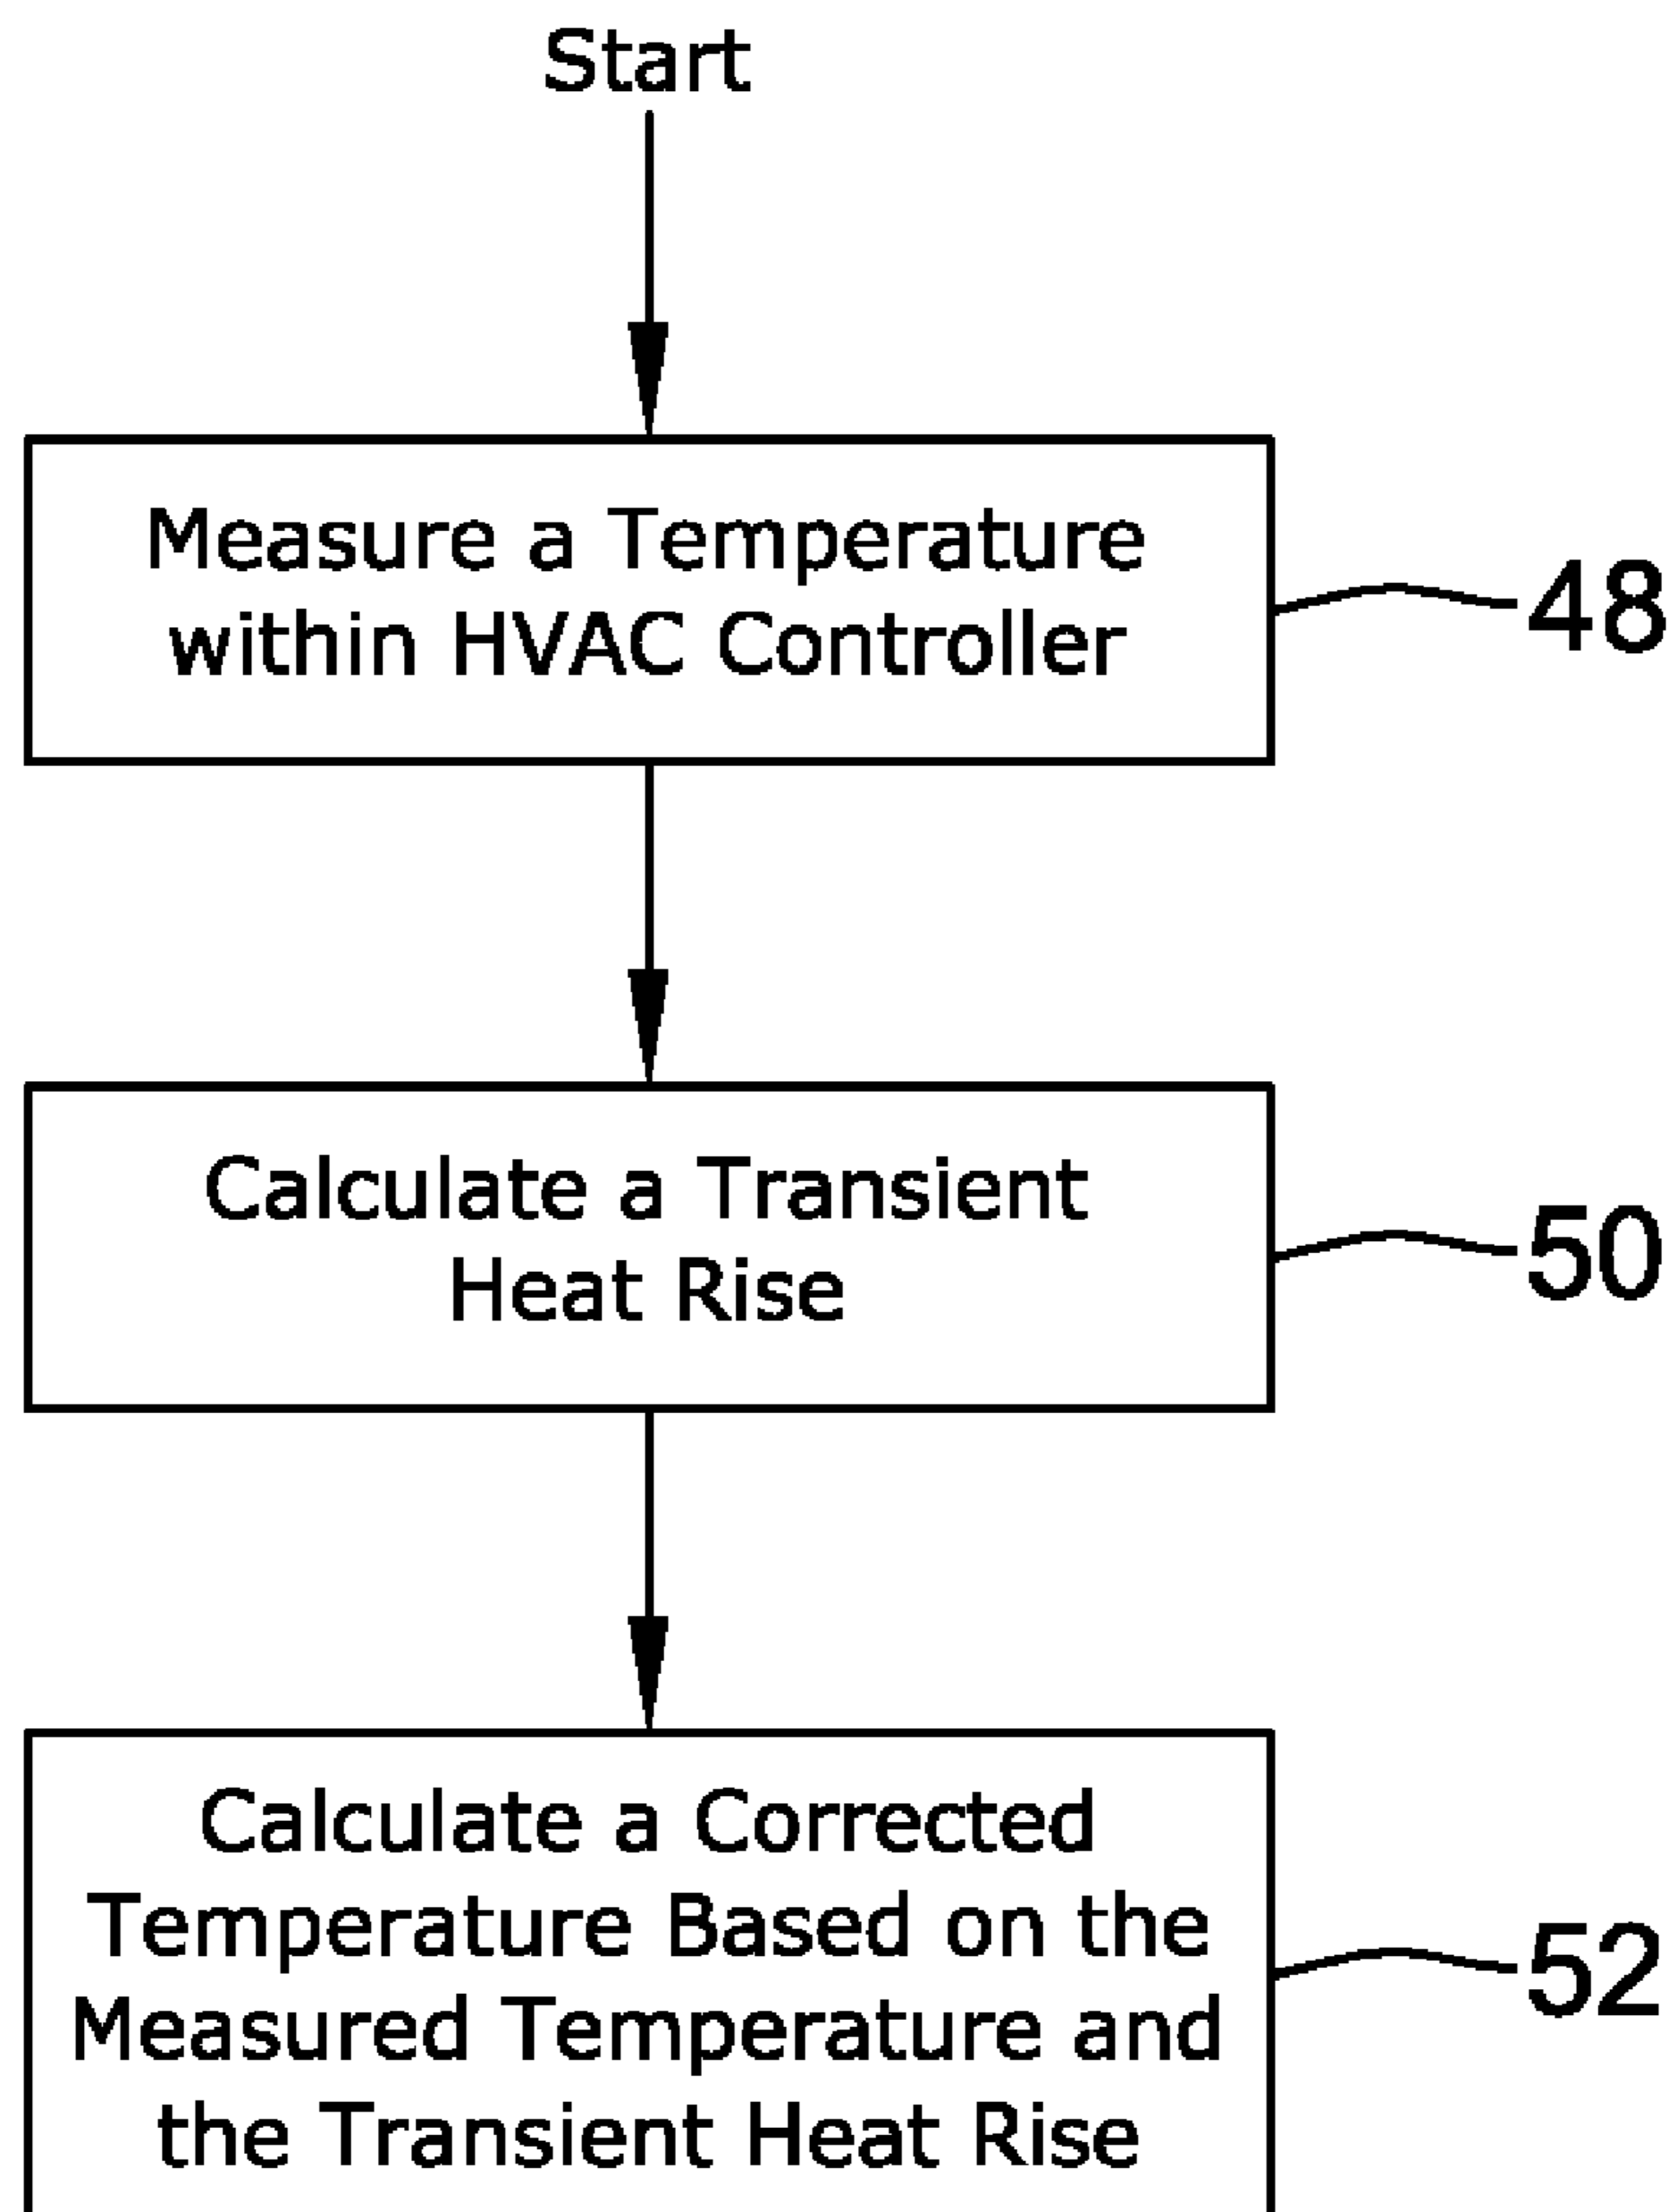 Start
Measure a Temperature
within HVAC Controller
48
Calculate a Transient
Heat Rise
50
Calculate a Corrected
Temperature Based on the
Measured Temperature and
the Transient Heat Rise
52